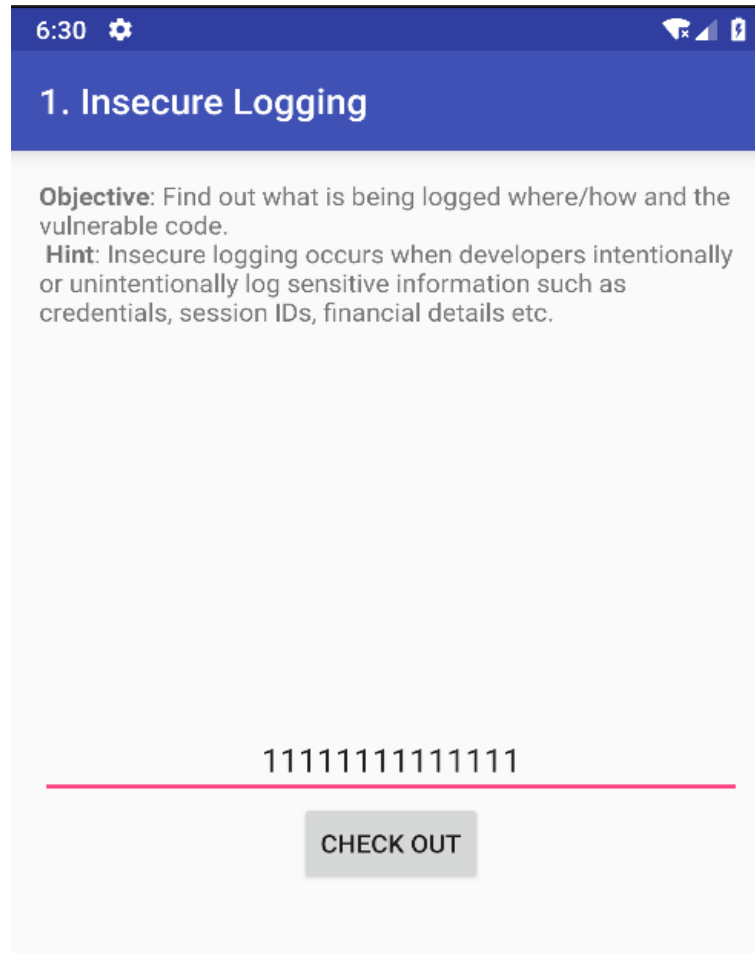 6:30
1. Insecure Logging
Objective: Find out what is being logged where/how and the
vulnerable code.
Hint: Insecure logging occurs when developers intentionally
or unintentionally log sensitive information such as
credentials, session IDs, financial details etc.
11111111111111
CHECK OUT